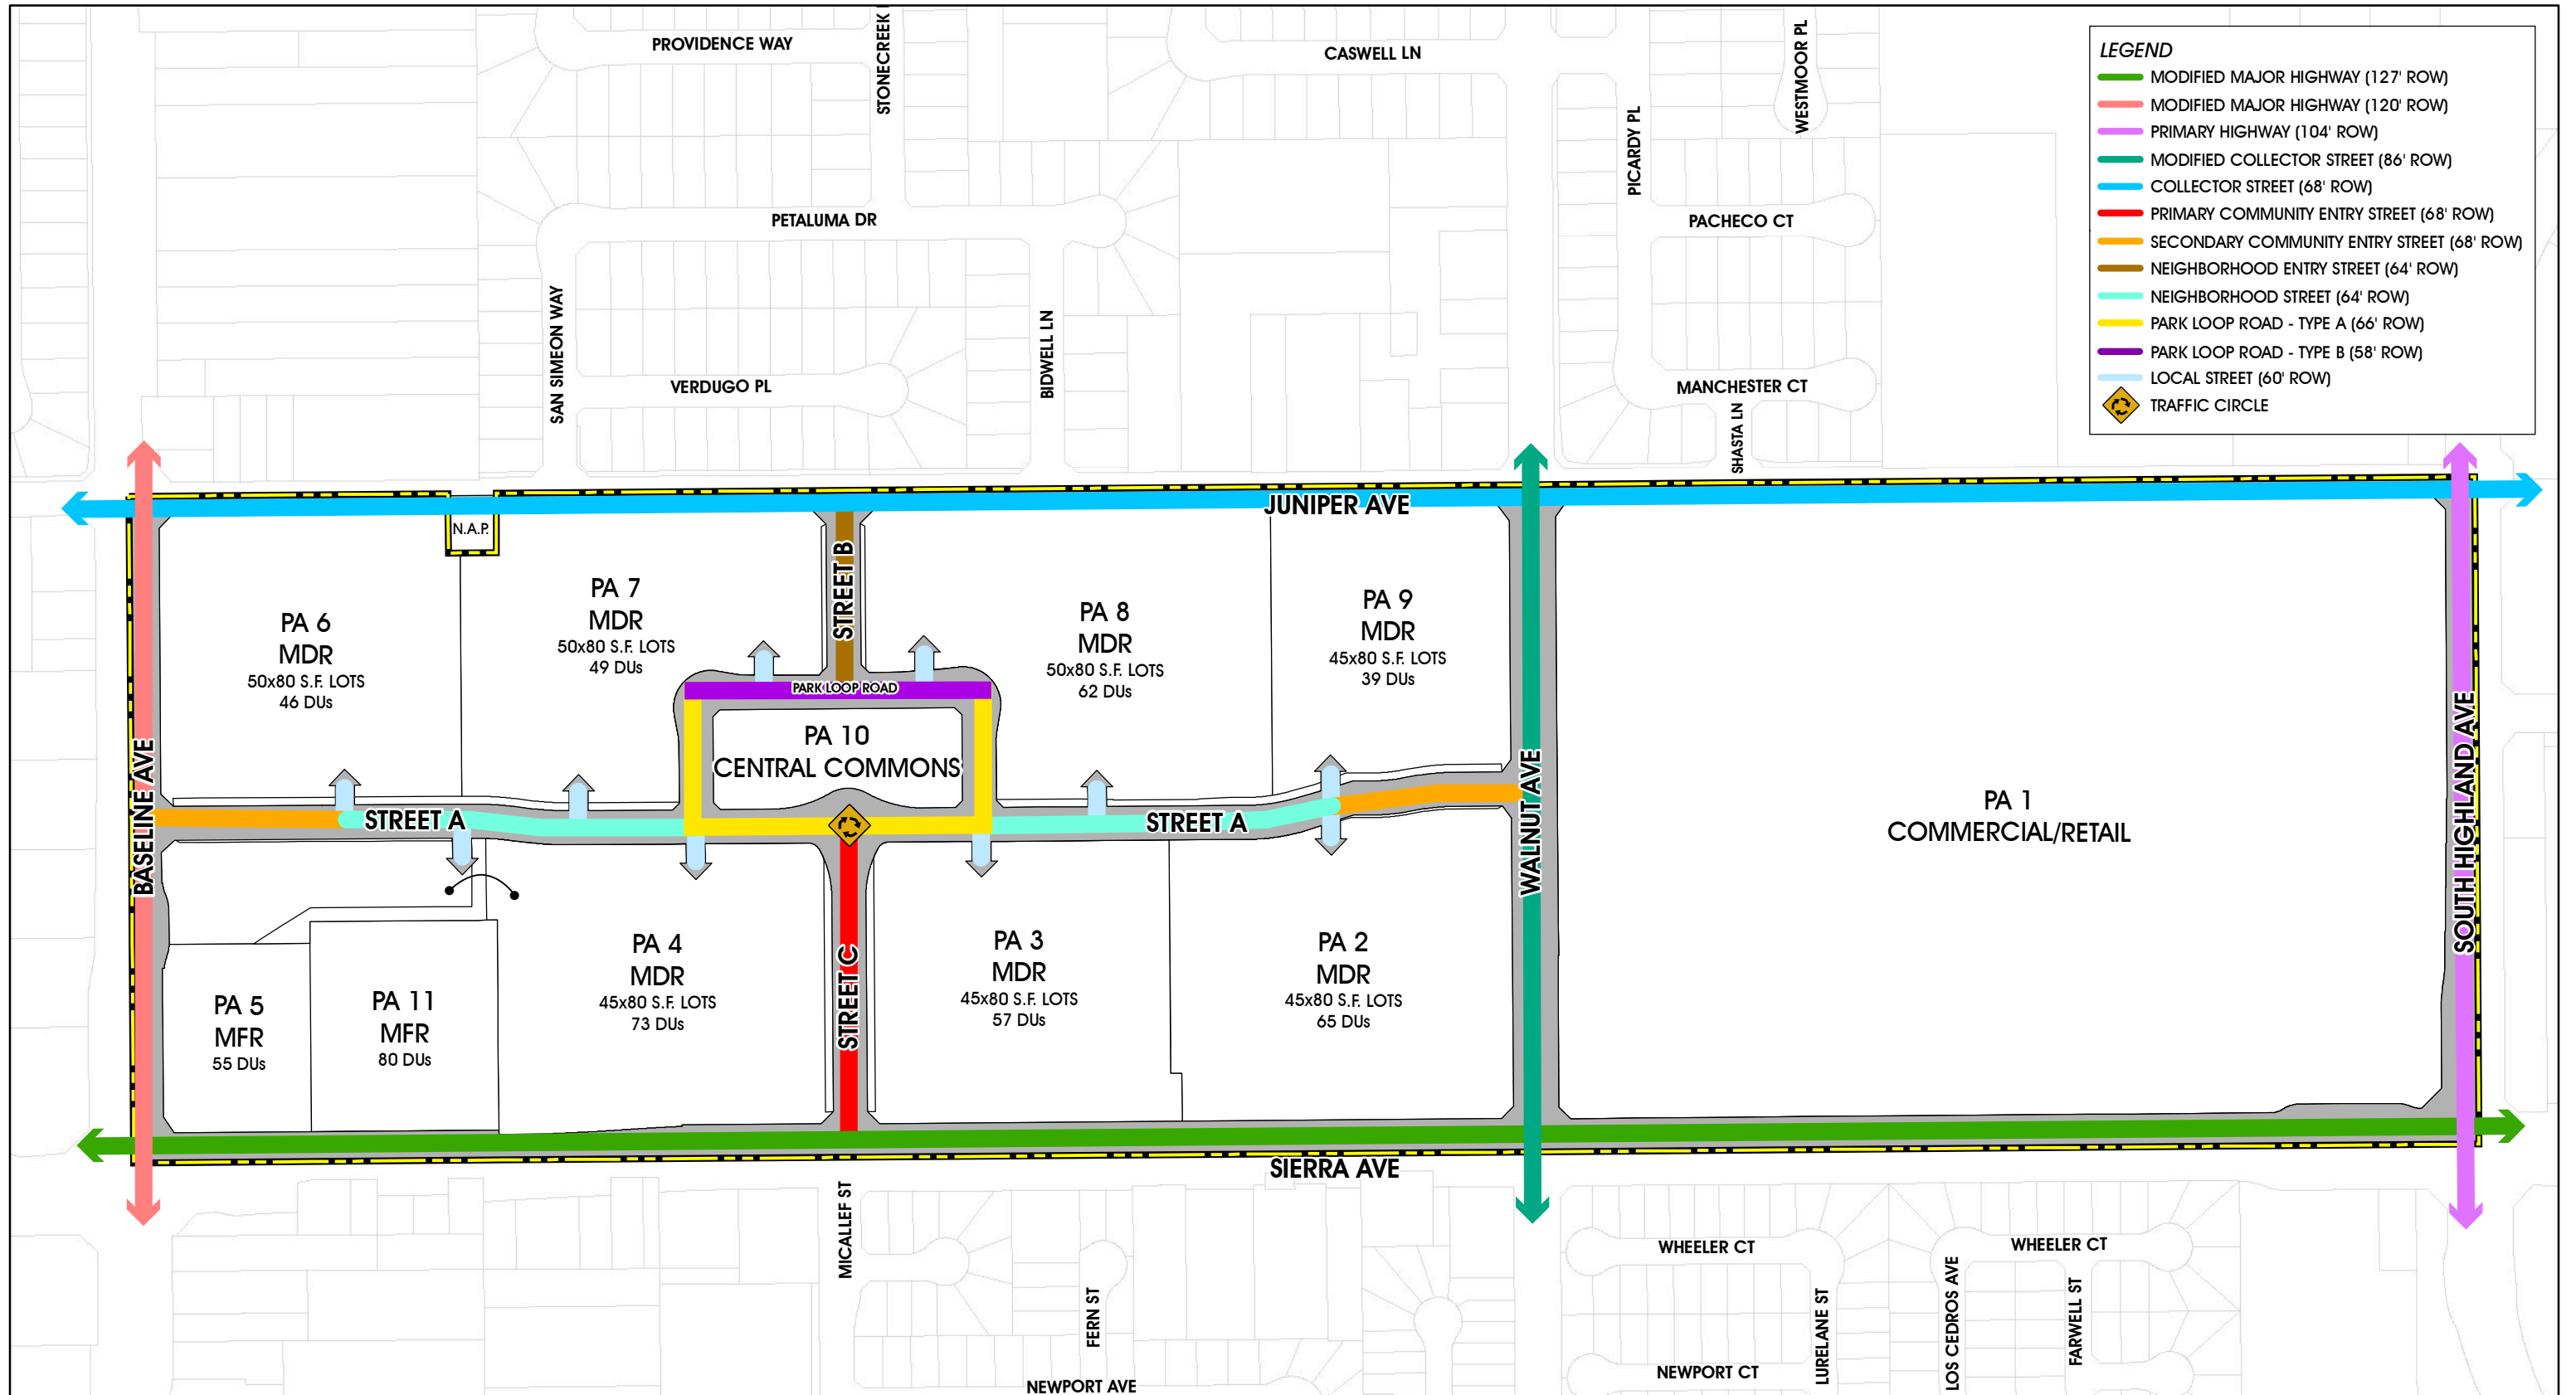 PROVIDENCE WAY
STONECREEK
CASWELL LN
PICARDY PL
WESTMOOR PL
LEGEND
MODIFIED MAJOR HIGHWAY (127' ROW)
MODIFIED MAJOR HIGHWAY (120' ROW)
PRIMARY HIGHWAY (104' ROW)
MODIFIED COLLECTOR STREET (86' ROW)
COLLECTOR STREET (68' ROW)
PRIMARY COMMUNITY ENTRY STREET (68' ROW)
SECONDARY COMMUNITY ENTRY STREET (68' ROW)
NEIGHBORHOOD ENTRY STREET (64' ROW)
NEIGHBORHOOD STREET (64' ROW)
PARK LOOP ROAD - TYPE A (66' ROW)
PARK LOOP ROAD - TYPE B (58' ROW)
LOCAL STREET (60' ROW)
TRAFFIC CIRCLE
PETALUMA DR
PACHECO CT
SAN SIMEON WAY
VERDUGO PL
BIDWELL LN
MANCHESTER CT
SHASTA LN
JUNIPER AVE
N.A.P.
PA 6
MDR
50x80 S.F. LOTS
46 DUs
PA 7
MDR
50x80 S.F. LOTS
49 DUs
STREET B
PA 8
MDR
50x80 S.F. LOTS
62 DUs
PA 9
MDR
45x80 S.F. LOTS
39 DUs
PARK LOOP ROAD
PA 10
CENTRAL COMMONS
BASELINE AVE
STREET A
STREET A
WALNUT AVE
PA 1
COMMERCIAL/RETAIL
SOUTH HIGHLAND AVE
PA 5
MFR
55 DUs
PA 11
MFR
80 DUs
PA 4
MDR
45x80 S.F. LOTS
73 DUs
STREET C
PA 3
MDR
45x80 S.F. LOTS
57 DUs
PA 2
MDR
45x80 S.F. LOTS
65 DUs
SIERRA AVE
MICALLEF ST
FERN ST
WHEELER CT
WHEELER CT
LURELANE ST
LOS CEDROS AVE
FARWELL ST
NEWPORT CT
NEWPORT AVE